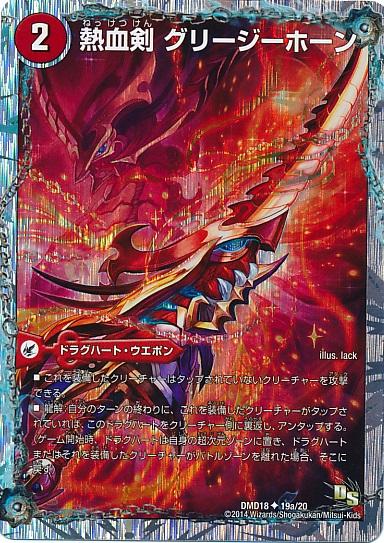 2
ねっけつけん
熱血剣 グリージーホーン
illus. lack
ドラグハート・ウエポン
■ これを装備したクリーチャーはタップされていないクリーチャーを攻撃
できる。
■ 龍解:自分のターンの終わりに、これを装備したクリーチャーがタップさ
れていれば、このドラグハートをクリーチャー側に裏返し、アンタップする。
(ゲーム開始時、ドラグハートは自身の超次元ゾーンに置き、ドラグハート
またはそれを装備したクリーチャーがバトルゾーンを離れた場合、そこに
戻す)
DS
DMD18 ◆ 19a/20
©2014 Wizards/Shogakukan/Mitsui-Kids